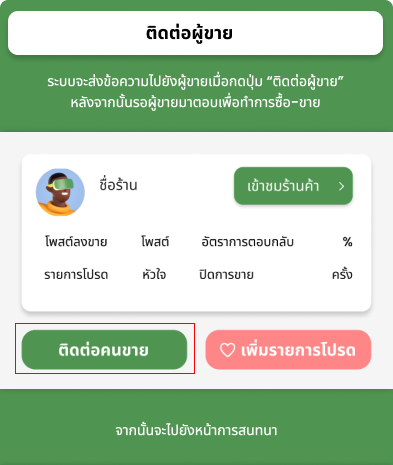 ติดต่อผู้ขาย
ระบบจะส่งข้อความไปยังผู้ขายเมื่อกดปุ่ม “ติดต่อผู้ขาย”
หลังจากนั้นรอผู้ขายมาตอบเพื่อทำการซื้อ-ขาย
ชื่อร้าน
เข้าชมร้านค้า
โพสต์ลงขาย โพสต์ อัตราการตอบกลับ %
รายการโปรด หัวใจ ปิดการขาย ครั้ง
ติดต่อคนขาย
เพิ่มรายการโปรด
จากนั้นจะไปยังหน้าการสนทนา